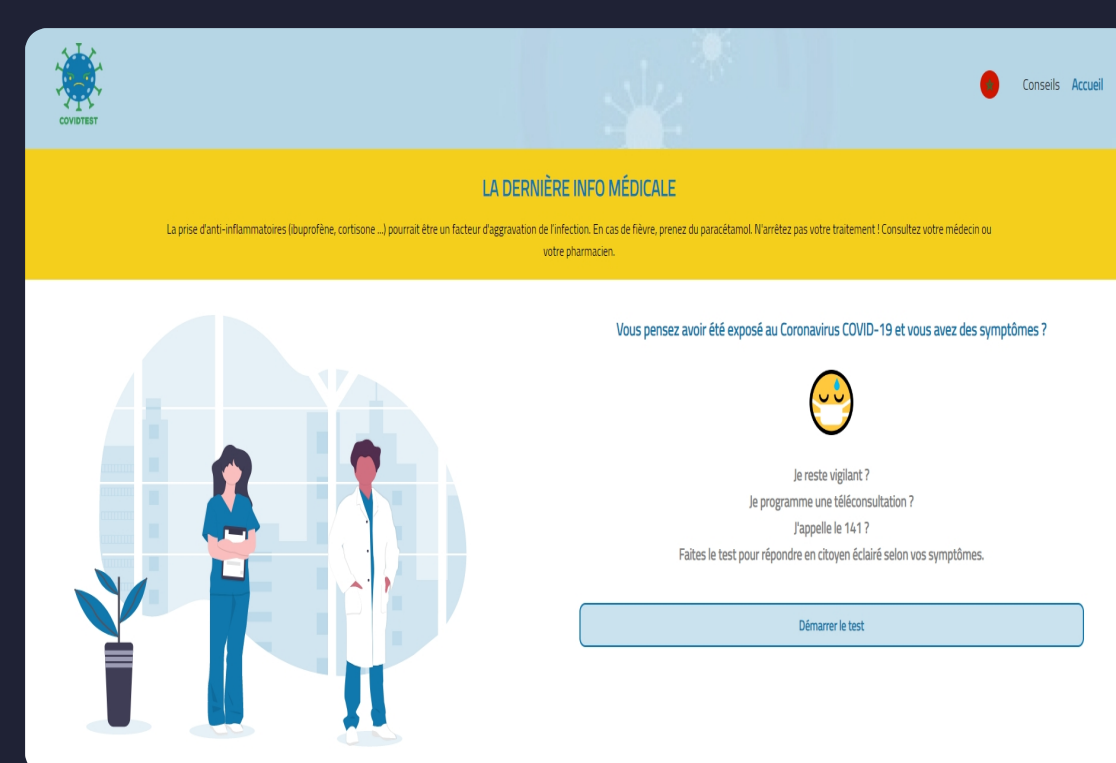 COVIDTEST
Conseils Accueil
LA DERNIÈRE INFO MÉDICALE
La prise d'anti-inflammatoires (ibuprofène, cortisone ...) pourrait être un facteur d'aggravation de l'infection. En cas de fièvre, prenez du paracétamol. N'arrêtez pas votre traitement ! Consultez votre médecin ou
votre pharmacien.
Vous pensez avoir été exposé au Coronavirus COVID-19 et vous avez des symptômes ?
Je reste vigilant ?
Je programme une téléconsultation ?
J'appelle le 141 ?
Faites le test pour répondre en citoyen éclairé selon vos symptômes.
Démarrer le test